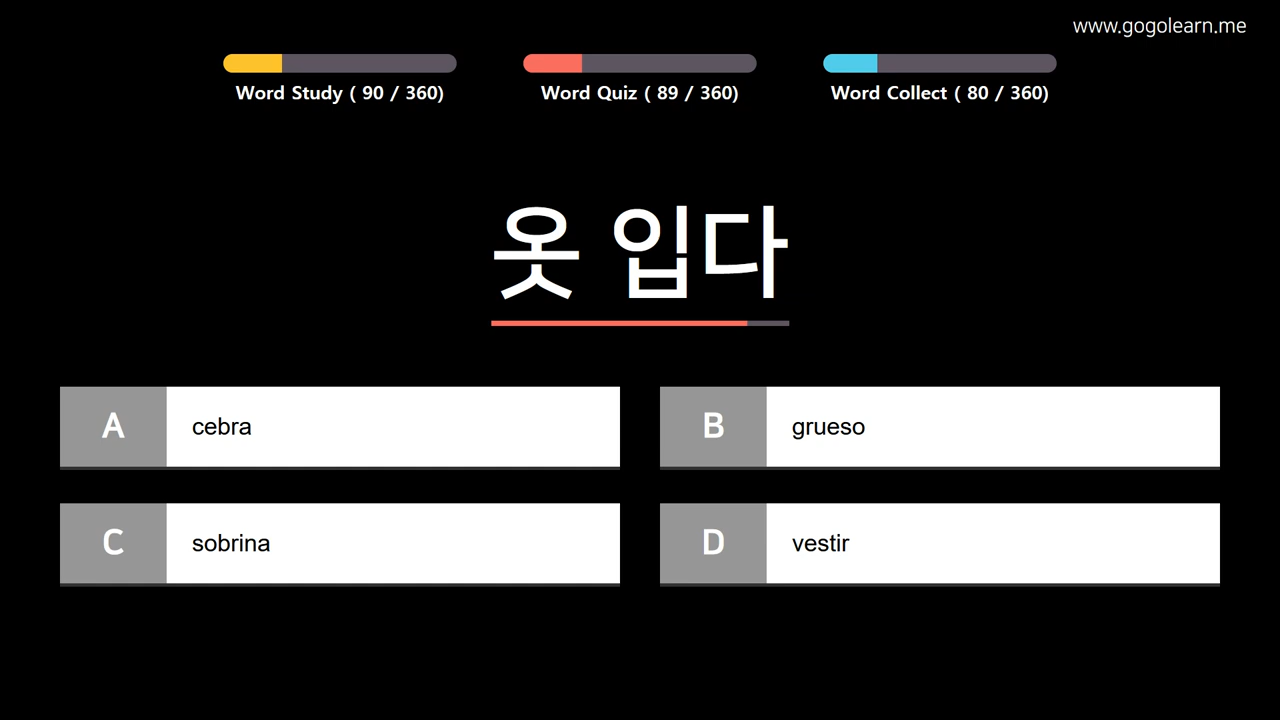 www.gogolearn.me
Word Study ( 90 / 360)
Word Quiz ( 89 / 360)
Word Collect ( 80 / 360)
옷 입다
A cebra
B grueso
C sobrina
D vestir